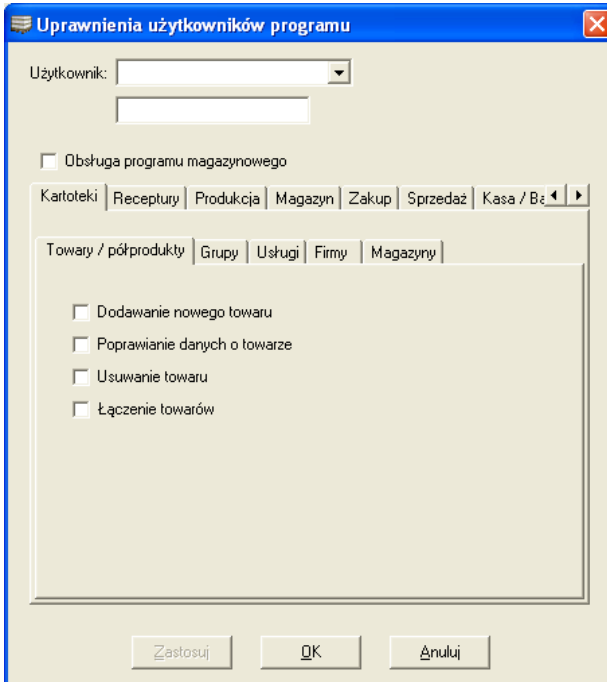 Uprawnienia użytkowników programu
Użytkownik:
Obsługa programu magazynowego
Kartoteki Receptury Produkcja Magazyn Zakup Sprzedaż Kasa /
Towary / półprodukty Grupy Usługi Firmy Magazyny
Dodawanie nowego towaru
Poprawianie danych o towarze
Usuwanie towaru
Łączenie towarów
Zastosuj OK Anuluj